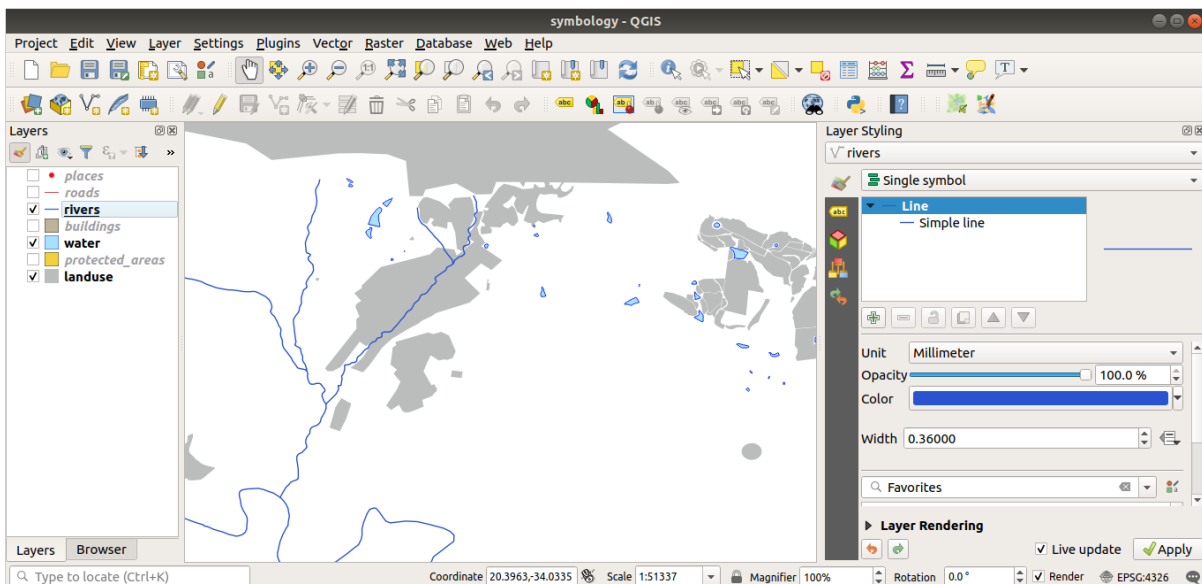 symbology - QGIS
Project Edit View Layer Settings Plugins Vector Raster Database Web Help
Layers
places
roads
rivers
buildings
water
protected_areas
landuse
Layers Browser
Layer Styling
rivers
Single symbol
Line
Simple line
Unit Millimeter
Opacity 100.0 %
Color
Width 0.36000
Favorites
Layer Rendering
Live update Apply
Type to locate (Ctrl+K) Coordinate 20.3963,-34.0335 Scale 1:51337 Magnifier 100% Rotation 0.0° Render EPSG:4326